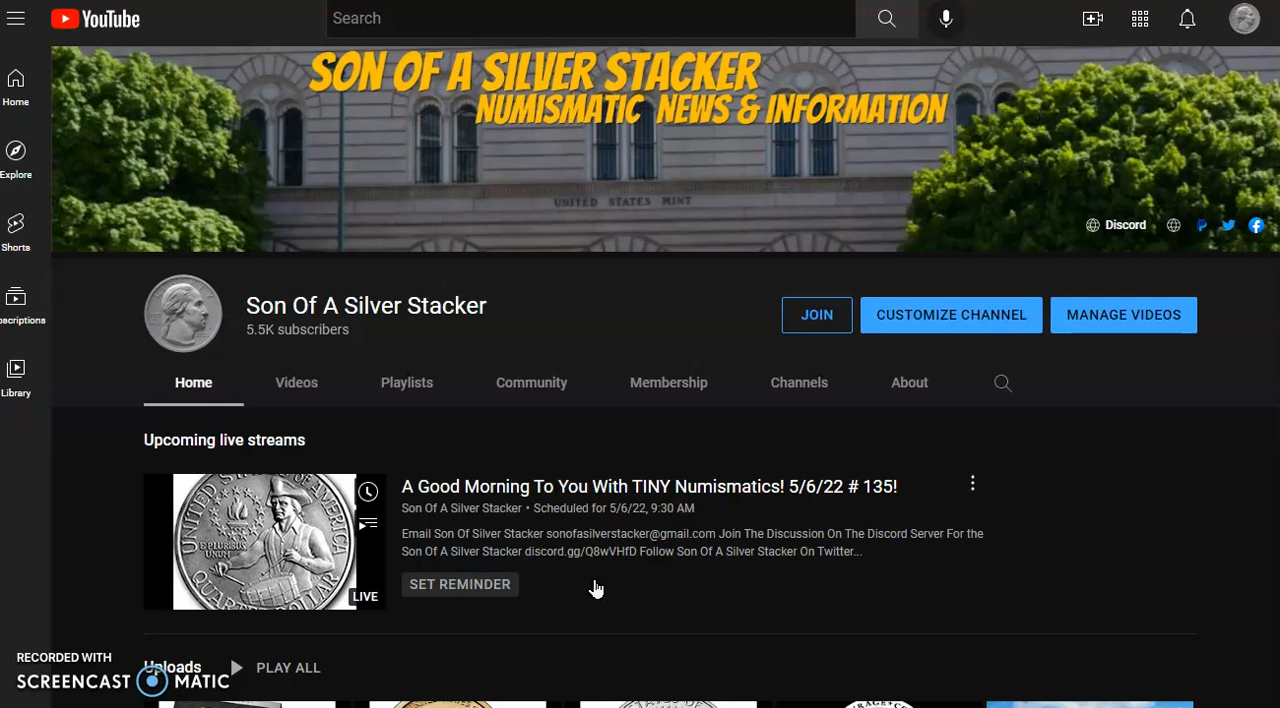 YouTube
Search
SON OF A SILVER STACKER
NUMISMATIC NEWS & INFORMATION
UNITED STATES MINT
Discord
Home
Explore
Shorts
bscriptions
Library
Son Of A Silver Stacker
5.5K subscribers
JOIN
CUSTOMIZE CHANNEL
MANAGE VIDEOS
Home
Videos
Playlists
Community
Membership
Channels
About
Upcoming live streams
UNITED STATES OF AMERICA
E PLURIBUS
UNUM
QUARTER DOLLAR
LIVE
A Good Morning To You With TINY Numismatics! 5/6/22 # 135!
Son Of A Silver Stacker • Scheduled for 5/6/22, 9:30 AM
Email Son Of Silver Stacker sonofasilverstacker@gmail.com Join The Discussion On The Discord Server For the
Son Of A Silver Stacker discord.gg/Q8wVHfD Follow Son Of A Silver Stacker On Twitter...
SET REMINDER
Uploads
PLAY ALL
RECORDED WITH
SCREENCAST MATIC